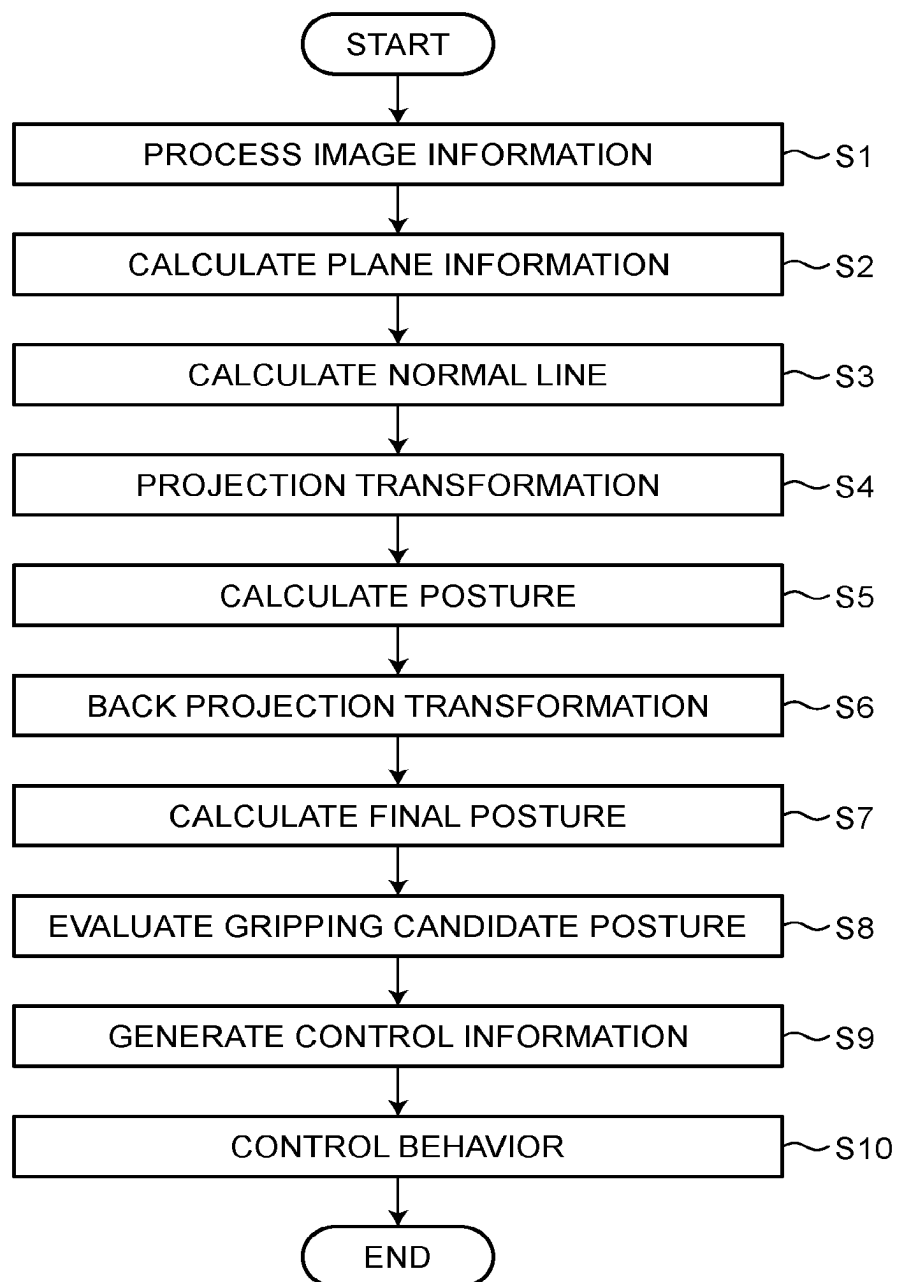 START
PROCESS IMAGE INFORMATION S1
CALCULATE PLANE INFORMATION S2
CALCULATE NORMAL LINE S3
PROJECTION TRANSFORMATION S4
CALCULATE POSTURE S5
BACK PROJECTION TRANSFORMATION S6
CALCULATE FINAL POSTURE S7
EVALUATE GRIPPING CANDIDATE POSTURE S8
GENERATE CONTROL INFORMATION S9
CONTROL BEHAVIOR S10
END